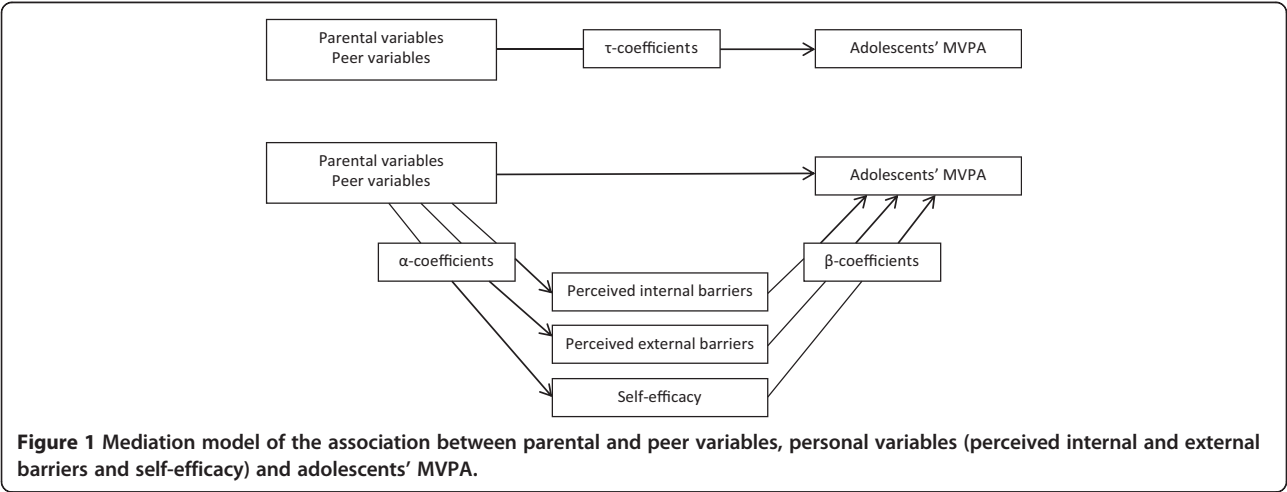 Parental variables
Peer variables
τ-coefficients
Adolescents’ MVPA
Parental variables
Peer variables
Adolescents’ MVPA
α-coefficients
β-coefficients
Perceived internal barriers
Perceived external barriers
Self-efficacy
Figure 1 Mediation model of the association between parental and peer variables, personal variables (perceived internal and external
barriers and self-efficacy) and adolescents’ MVPA.